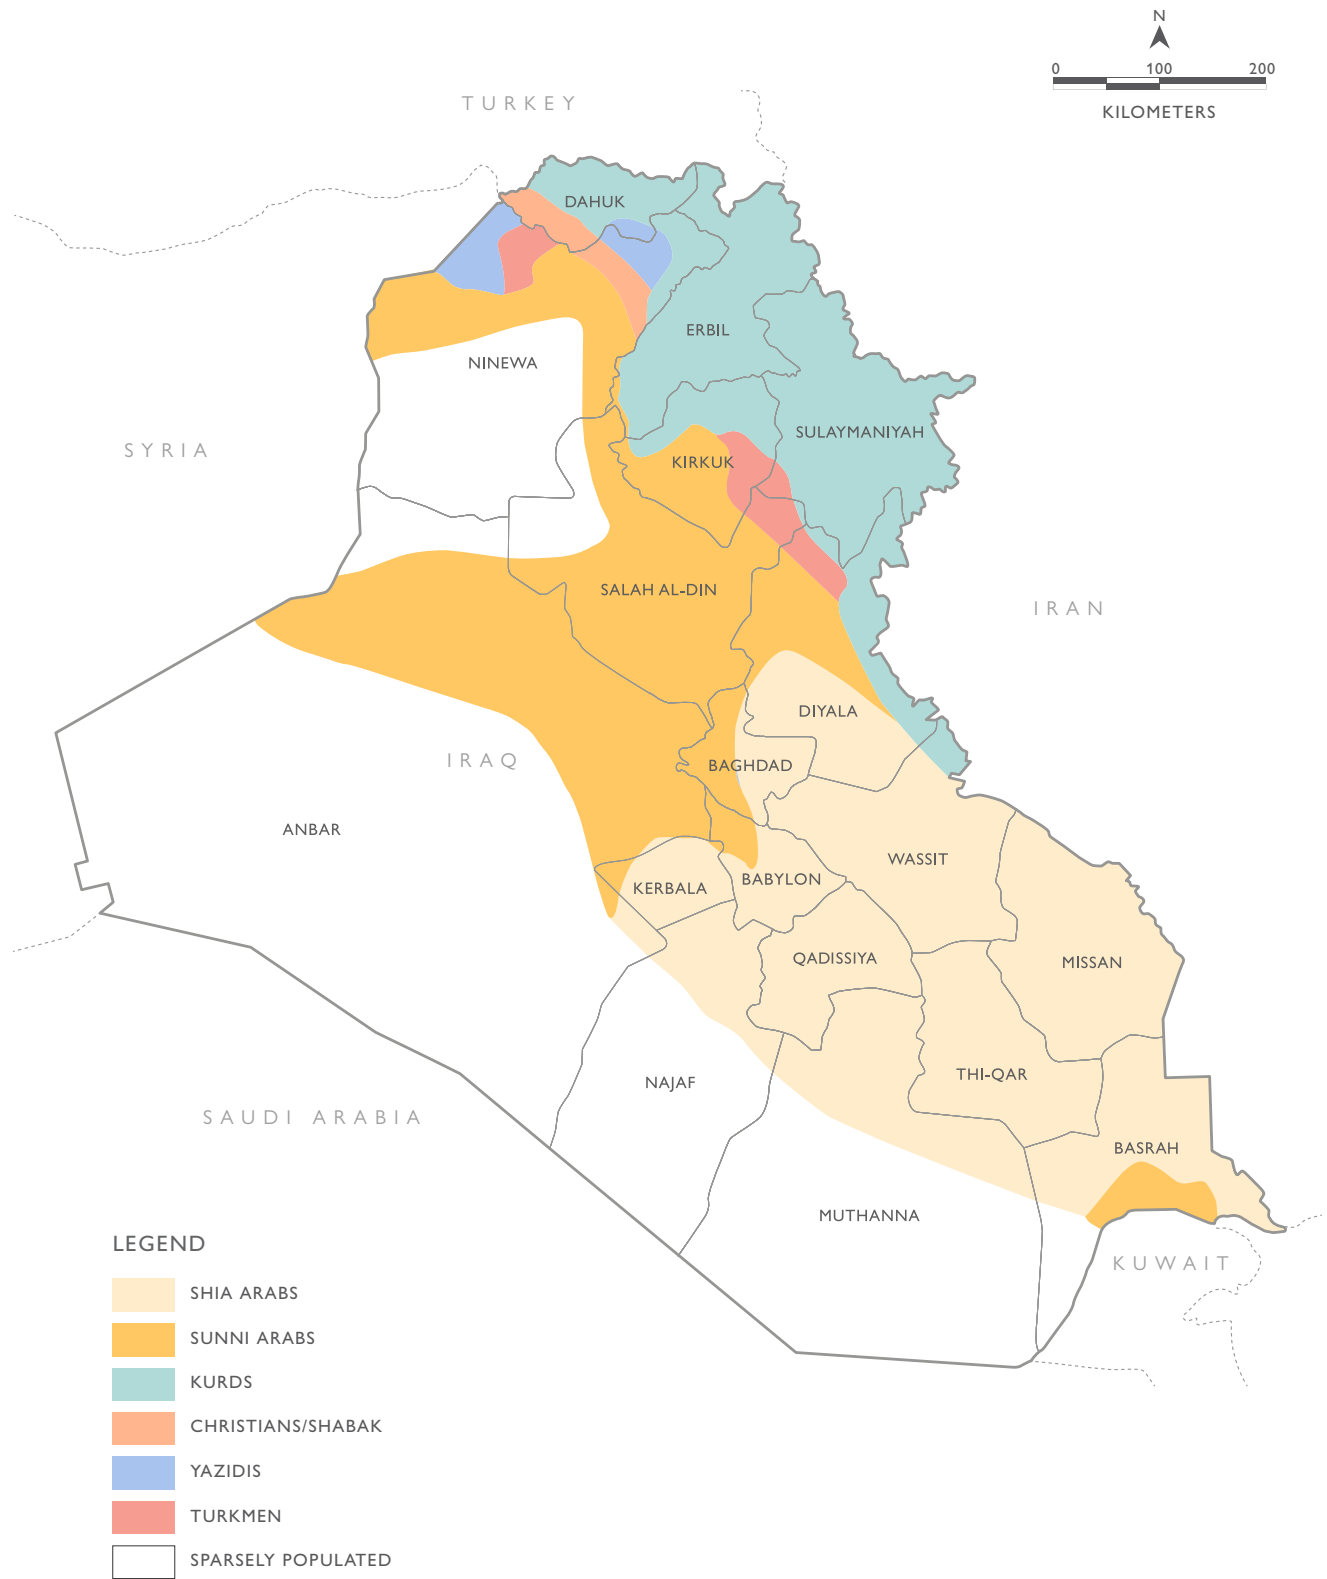 N
0 100 200
KILOMETERS
TURKEY
DAHUK
ERBIL
NINEWA
SULAYMANIYAH
SYRIA
KIRKUK
SALAH AL-DIN
IRAN
DIYALA
IRAQ
BAGHDAD
ANBAR
WASSIT
BABYLON
KERBALA
QADISSIYA
MISSAN
THI-QAR
NAJAF
SAUDI ARABIA
BASRAH
MUTHANNA
KUWAIT
LEGEND
SHIA ARABS
SUNNI ARABS
KURDS
CHRISTIANS/SHABAK
YAZIDIS
TURKMEN
SPARSELY POPULATED